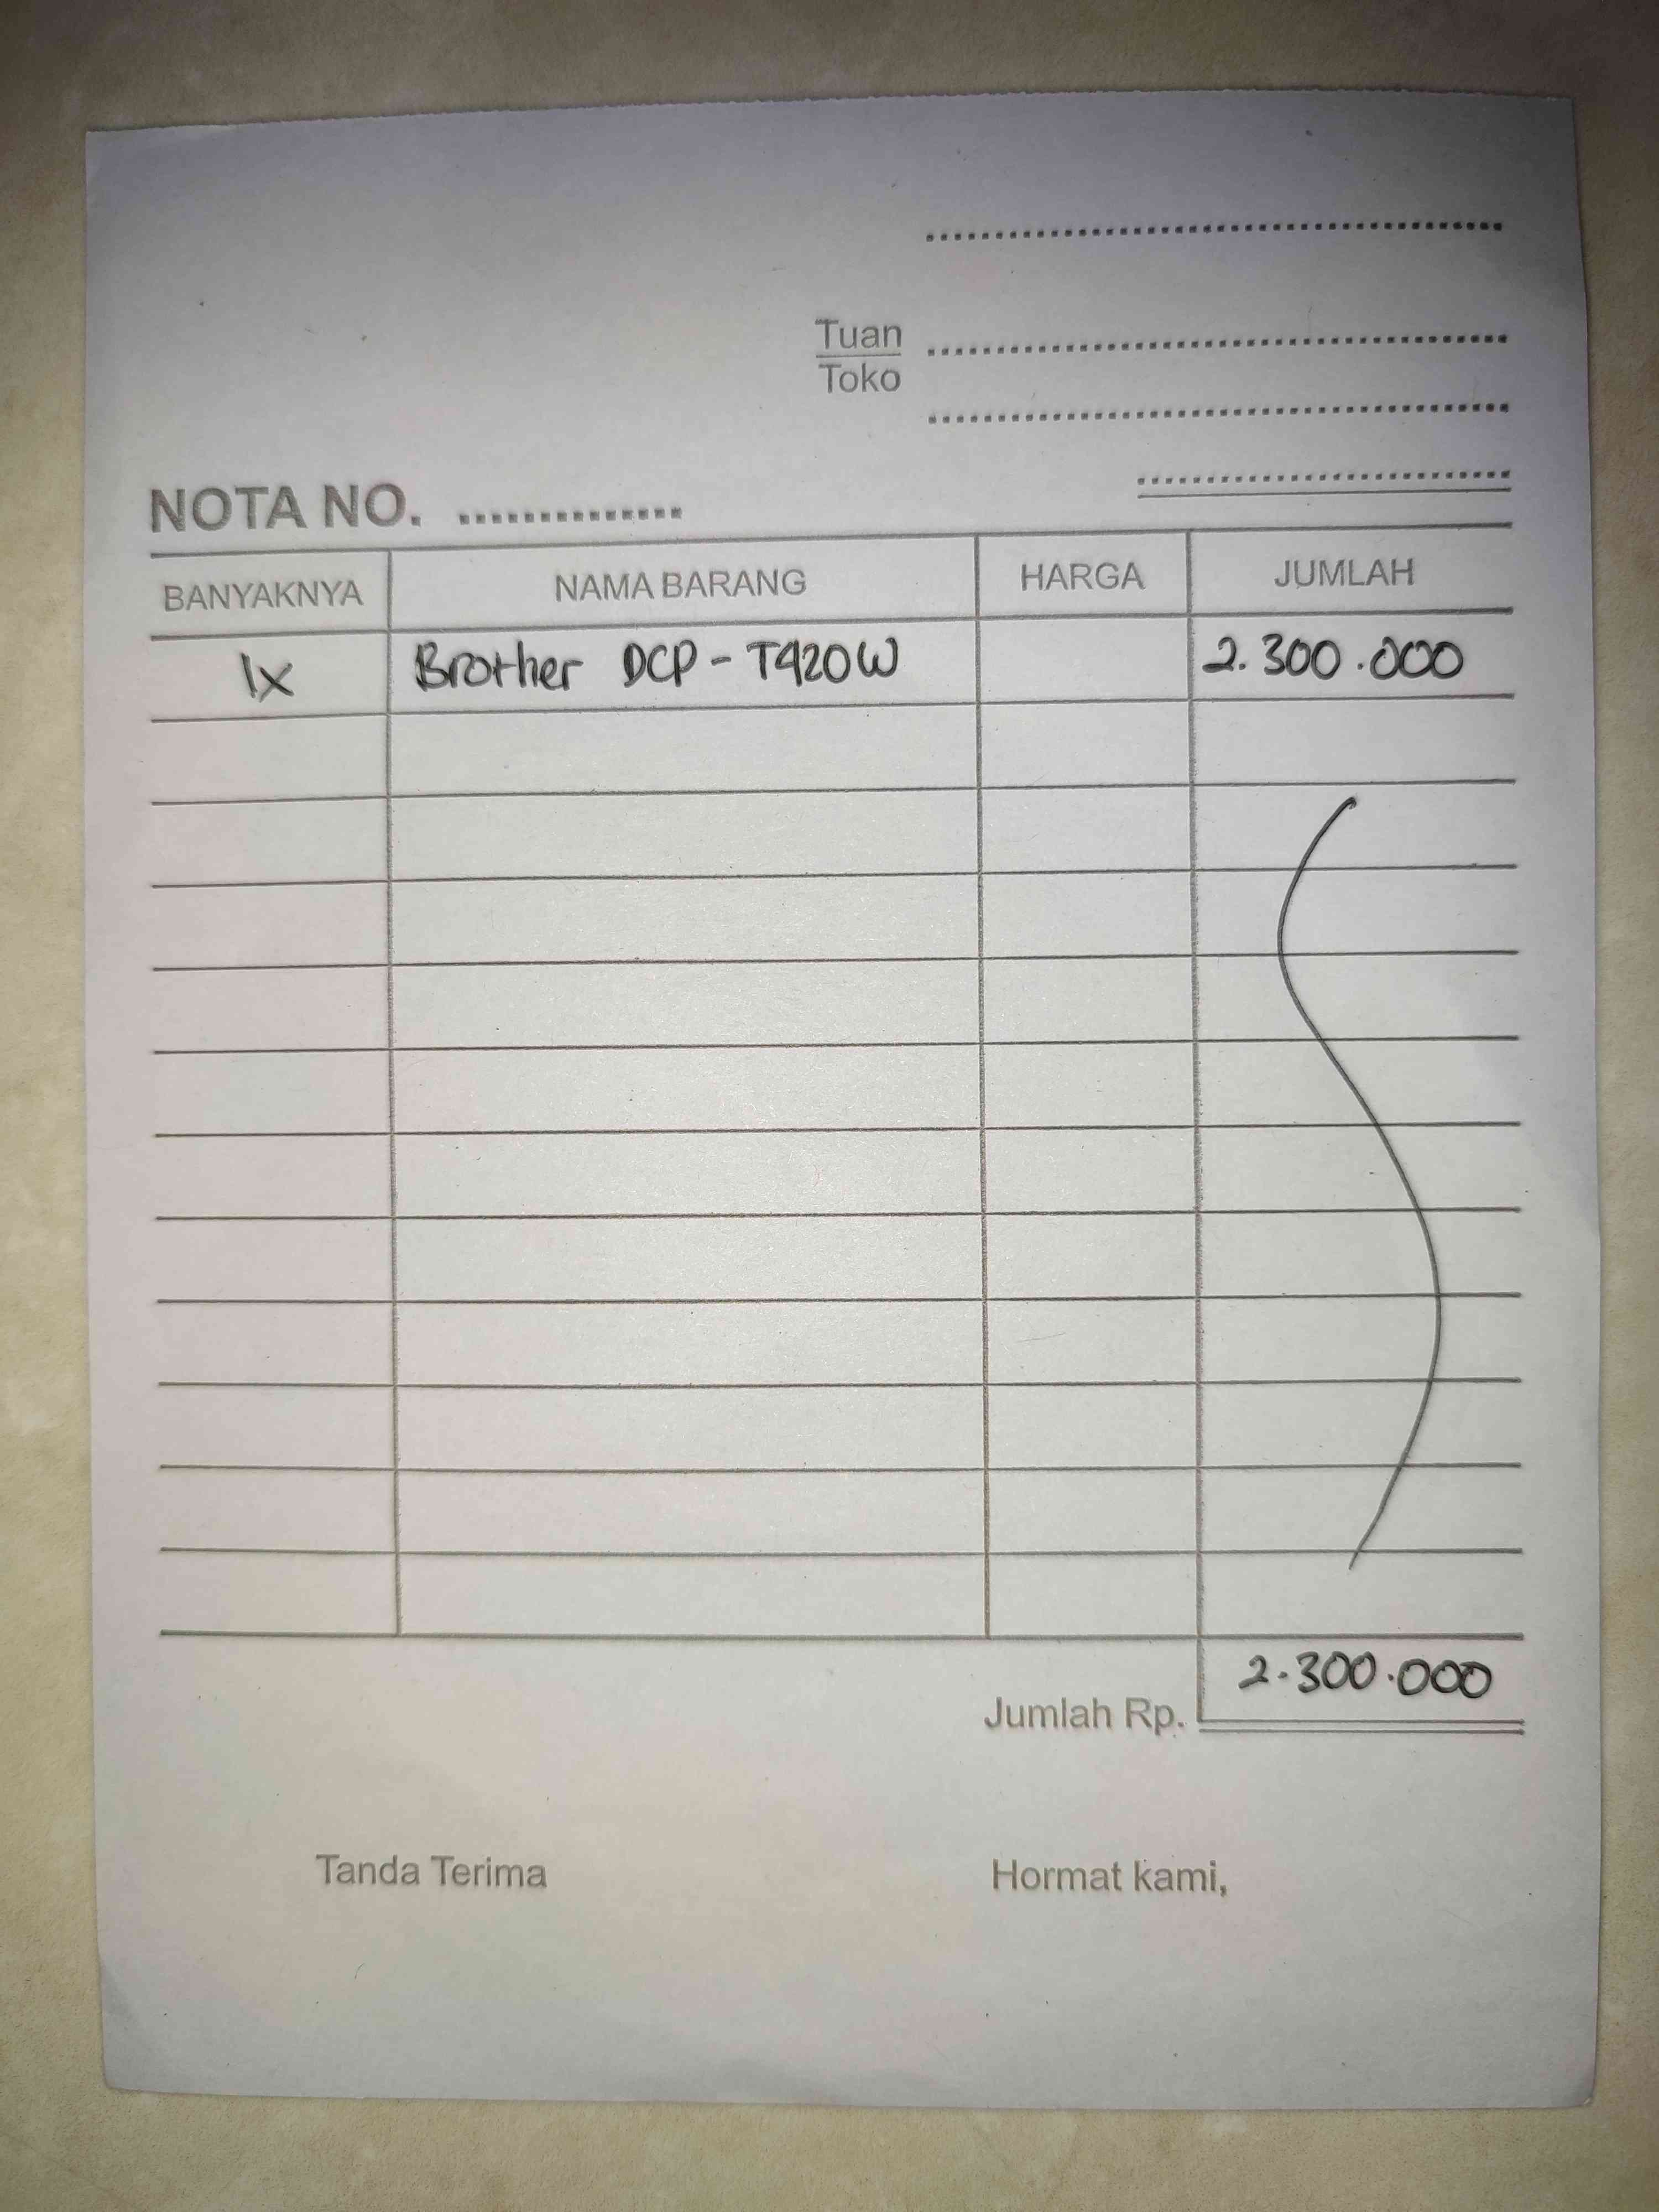 Tuan
Toko
NOTA NO. ..............
BANYAKNYA NAMA BARANG HARGA JUMLAH
1x Brother DCP - T420W 2.300.000
Jumlah Rp. 2.300.000
Tanda Terima Hormat kami,